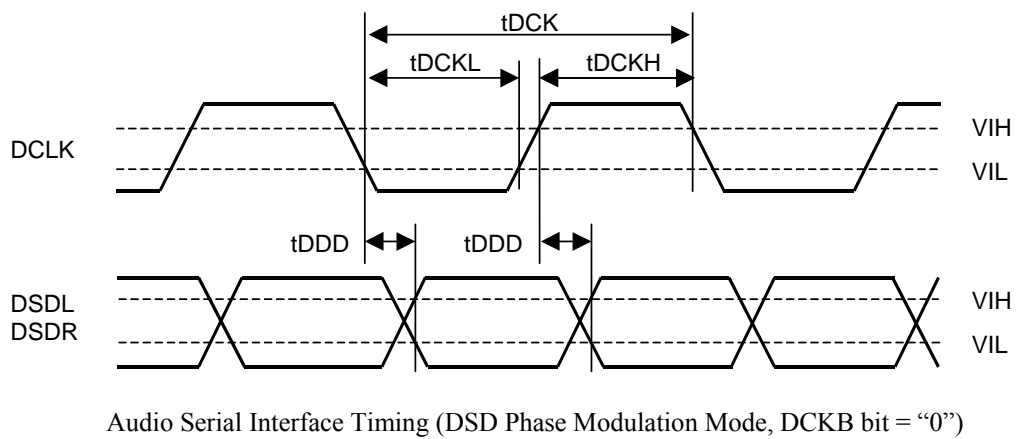 tDCK
tDCKL
tDCKH
DCLK
VIH
VIL
tDDD
tDDD
DSDL
DSDR
VIH
VIL
Audio Serial Interface Timing (DSD Phase Modulation Mode, DCKB bit = “0”)